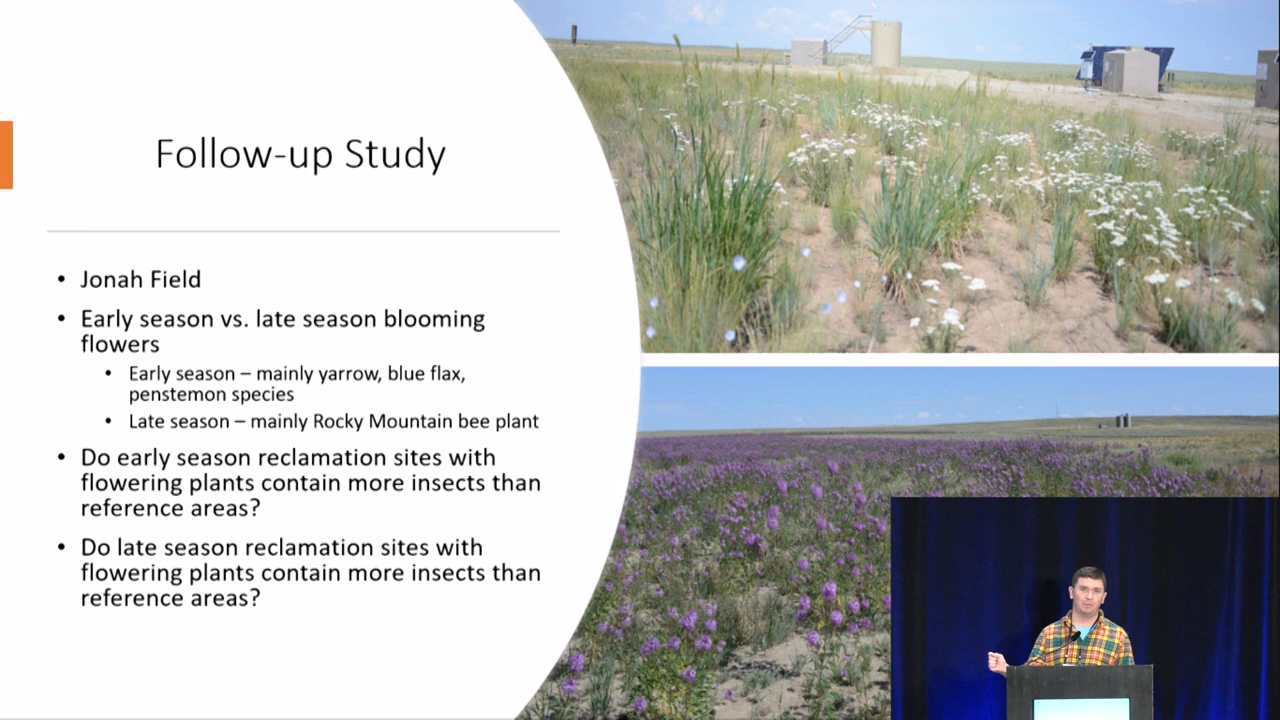 Follow-up Study
• Jonah Field
• Early season vs. late season blooming
flowers
• Early season – mainly yarrow, blue flax,
penstemon species
• Late season – mainly Rocky Mountain bee plant
• Do early season reclamation sites with
flowering plants contain more insects than
reference areas?
• Do late season reclamation sites with
flowering plants contain more insects than
reference areas?